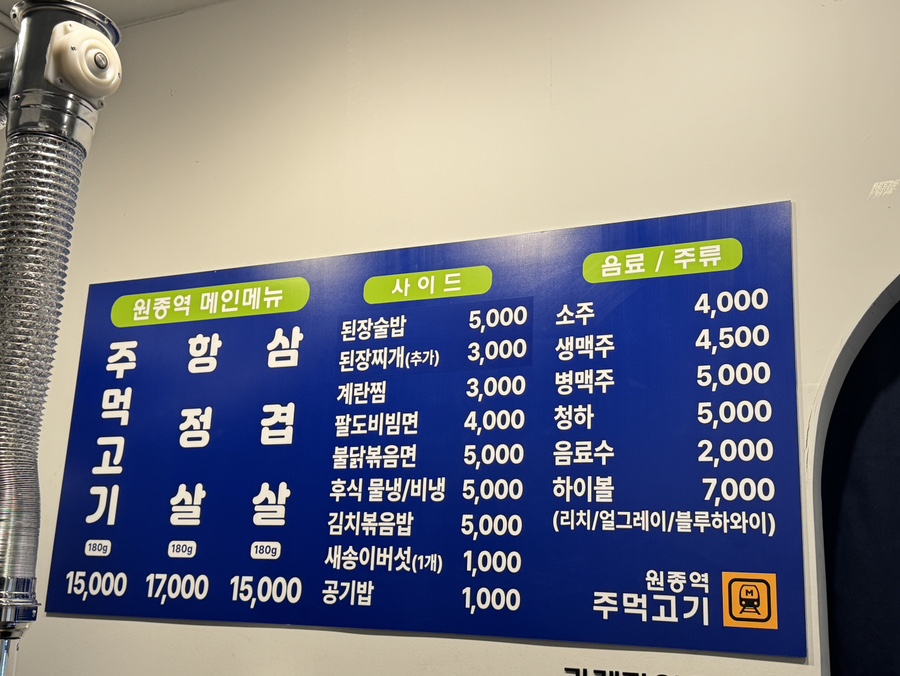 원종역 메인메뉴
주먹고기
180g
15,000
항정살
180g
17,000
삼겹살
180g
15,000
사이드
된장술밥 5,000
된장찌개(추가) 3,000
계란찜 3,000
팔도비빔면 4,000
불닭볶음면 5,000
후식 물냉/비냉 5,000
김치볶음밥 5,000
새송이버섯(1개) 1,000
공기밥 1,000
음료 / 주류
소주 4,000
생맥주 4,500
병맥주 5,000
청하 5,000
음료수 2,000
하이볼 7,000
(리치/얼그레이/블루하와이)
원종역
주먹고기
M